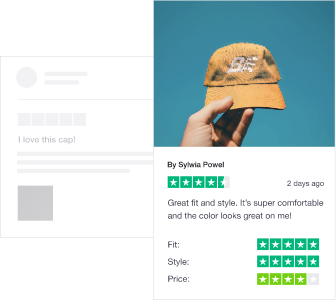 I love this cap!
By Sylwia Powel
2 days ago
Great fit and style. It's super comfortable
and the color looks great on me!
Fit:
Style:
Price: